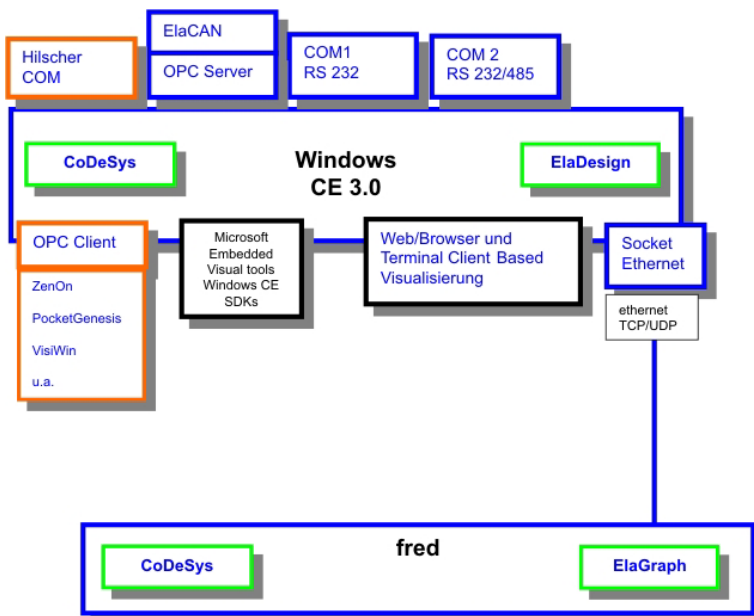 Hilscher
COM
ElaCAN
OPC Server
COM1
RS 232
COM 2
RS 232/485
CoDeSys
Windows
CE 3.0
ElaDesign
OPC Client
ZenOn
PocketGenesis
VisiWin
u.a.
Microsoft
Embedded
Visual tools
Windows CE
SDKs
Web/Browser und
Terminal Client Based
Visualisierung
Socket
Ethernet
ethernet
TCP/UDP
fred
CoDeSys
ElaGraph